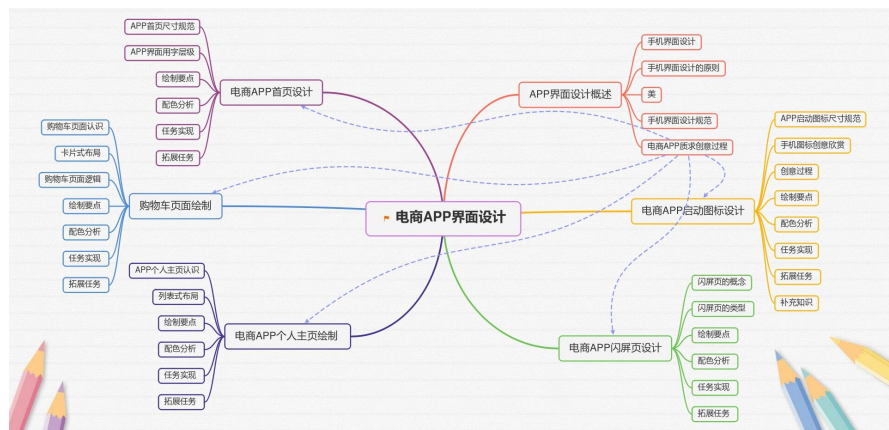 电商APP界面设计
APP界面设计概述
手机界面设计
手机界面设计的原则
美
手机界面设计规范
电商APP质求创意过程
电商APP启动图标设计
APP启动图标尺寸规范
手机图标创意欣赏
创意过程
绘制要点
配色分析
任务实现
拓展任务
补充知识
电商APP闪屏页设计
闪屏页的概念
闪屏页的类型
绘制要点
配色分析
任务实现
拓展任务
电商APP首页设计
APP首页尺寸规范
APP界面用字层级
绘制要点
配色分析
任务实现
拓展任务
购物车页面绘制
购物车页面认识
卡片式布局
购物车页面逻辑
绘制要点
配色分析
任务实现
拓展任务
电商APP个人主页绘制
APP个人主页认识
列表式布局
绘制要点
配色分析
任务实现
拓展任务